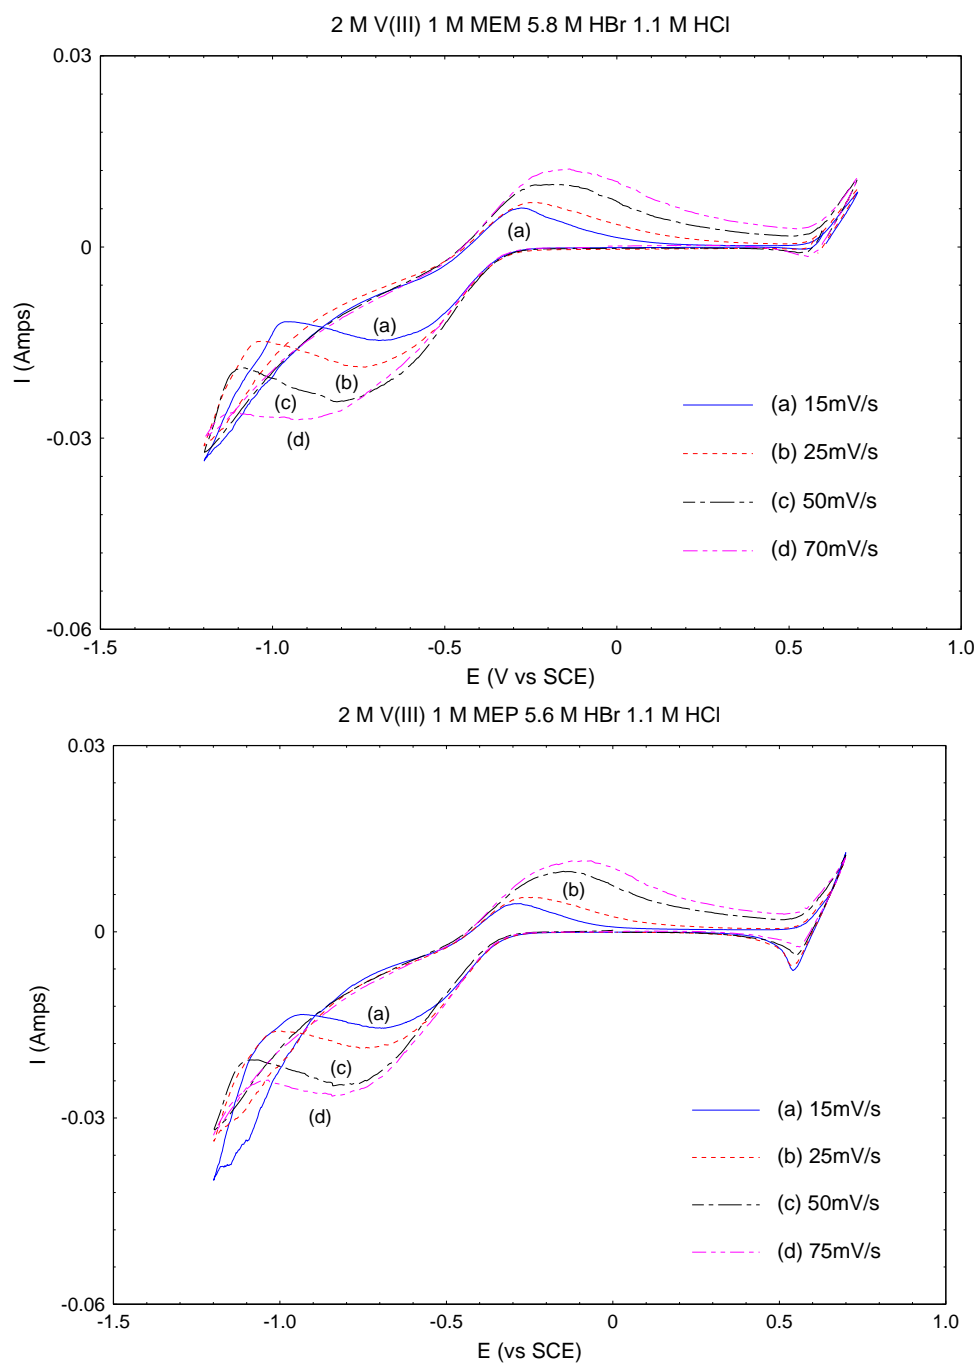 2 M V(III) 1 M MEM 5.8 M HBr 1.1 M HCl
0.03
0
-0.03
-0.06
I (Amps)
(a)
(a)
(b)
(c)
(d)
(a) 15mV/s
(b) 25mV/s
(c) 50mV/s
(d) 70mV/s
-1.5 -1.0 -0.5 0 0.5 1.0
E (V vs SCE)
2 M V(III) 1 M MEP 5.6 M HBr 1.1 M HCl
0.03
0
-0.03
-0.06
I (Amps)
(b)
(a)
(c)
(d)
(a) 15mV/s
(b) 25mV/s
(c) 50mV/s
(d) 75mV/s
-1.5 -1.0 -0.5 0 0.5 1.0
E (vs SCE)